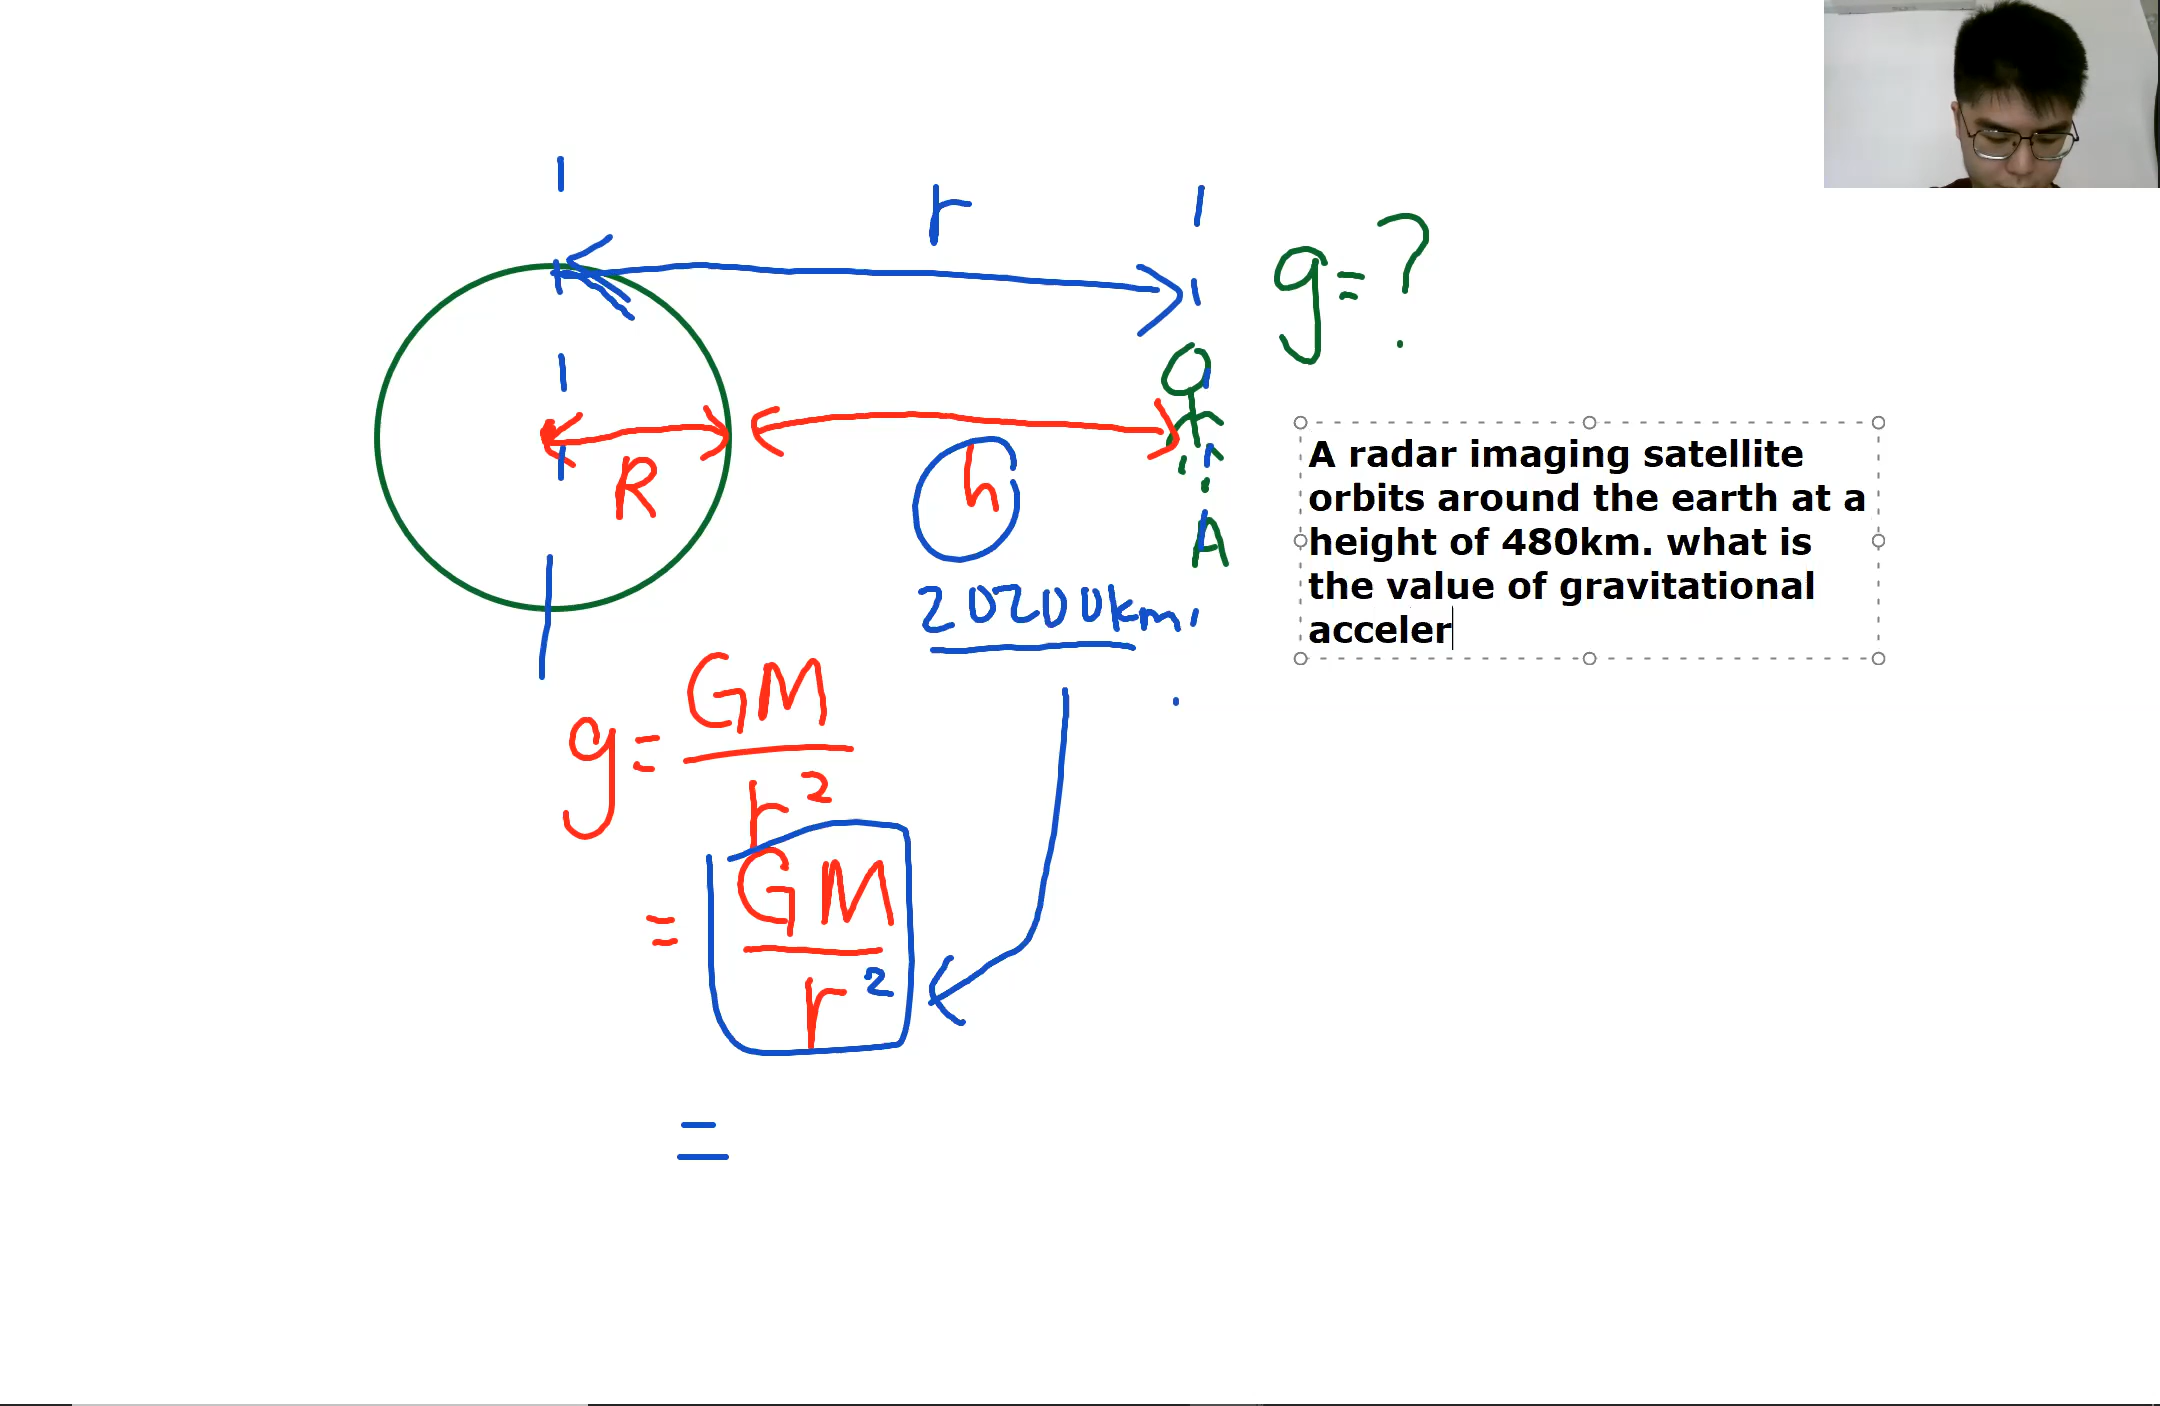 r
g = ?
R
h
A
20200km
A radar imaging satellite
orbits around the earth at a
height of 480km. what is
the value of gravitational
acceler
g = GM
r²
= GM
r²
=